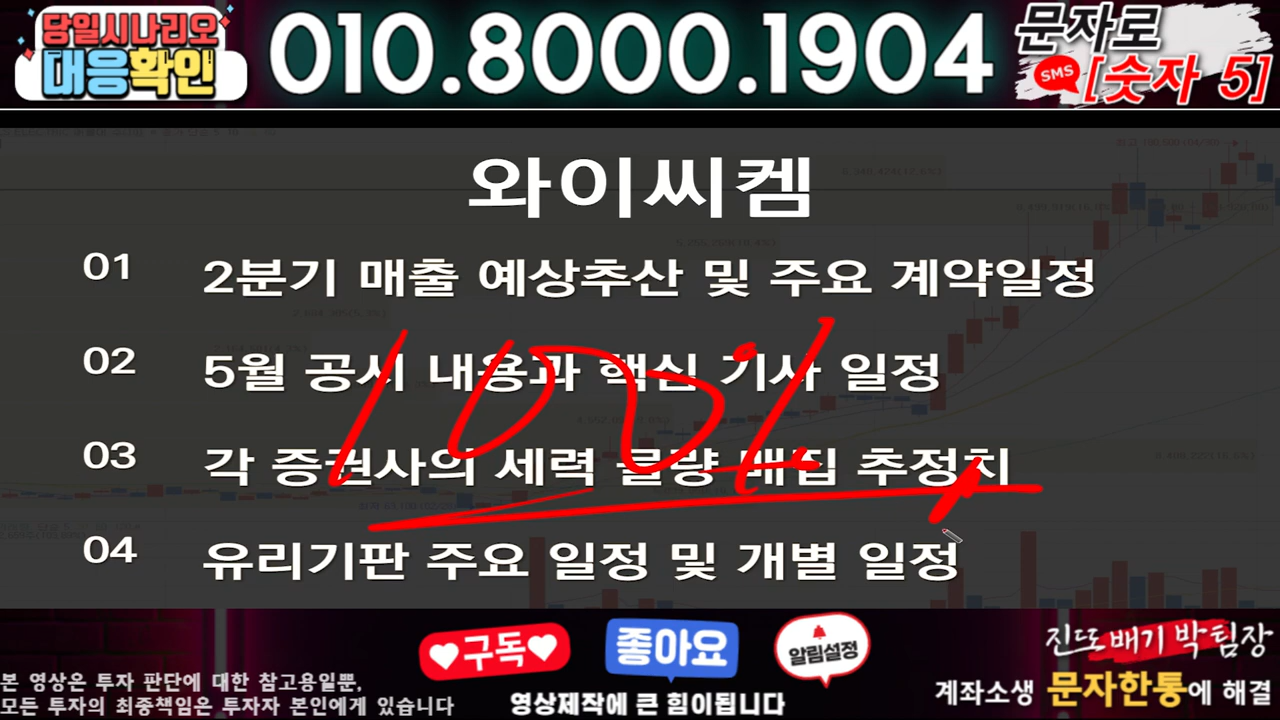 당일시나리오
대응확인
010.8000.1904
문자로
SMS [숫자 5]
와이씨켐
01 2분기 매출 예상추산 및 주요 계약일정
02 5월 공시 내용과 핵심 기사 일정
03 각 증권사의 세력 물량 매집 추정치
100%
04 유리기판 주요 일정 및 개별 일정
구독
좋아요
알림설정
영상제작에 큰 힘이됩니다
본 영상은 투자 판단에 대한 참고용일뿐,
모든 투자의 최종책임은 투자자 본인에게 있습니다
진또배기 박팀장
계좌소생 문자한통에 해결